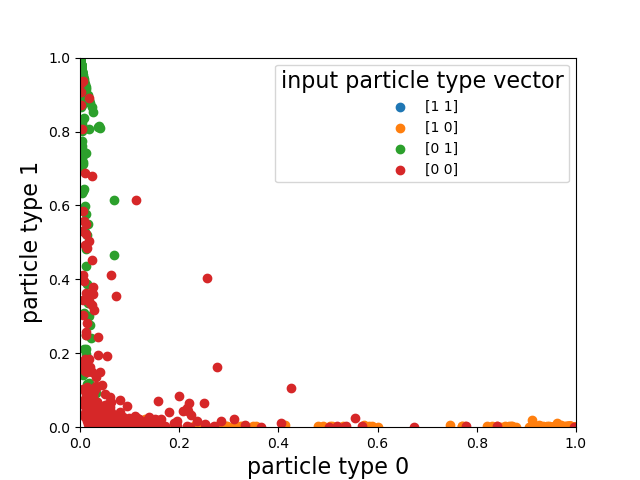 1.0
0.8
0.6
0.4
0.2
0.0
particle type 1
input particle type vector
[1 1]
[1 0]
[0 1]
[0 0]
0.0 0.2 0.4 0.6 0.8 1.0
particle type 0